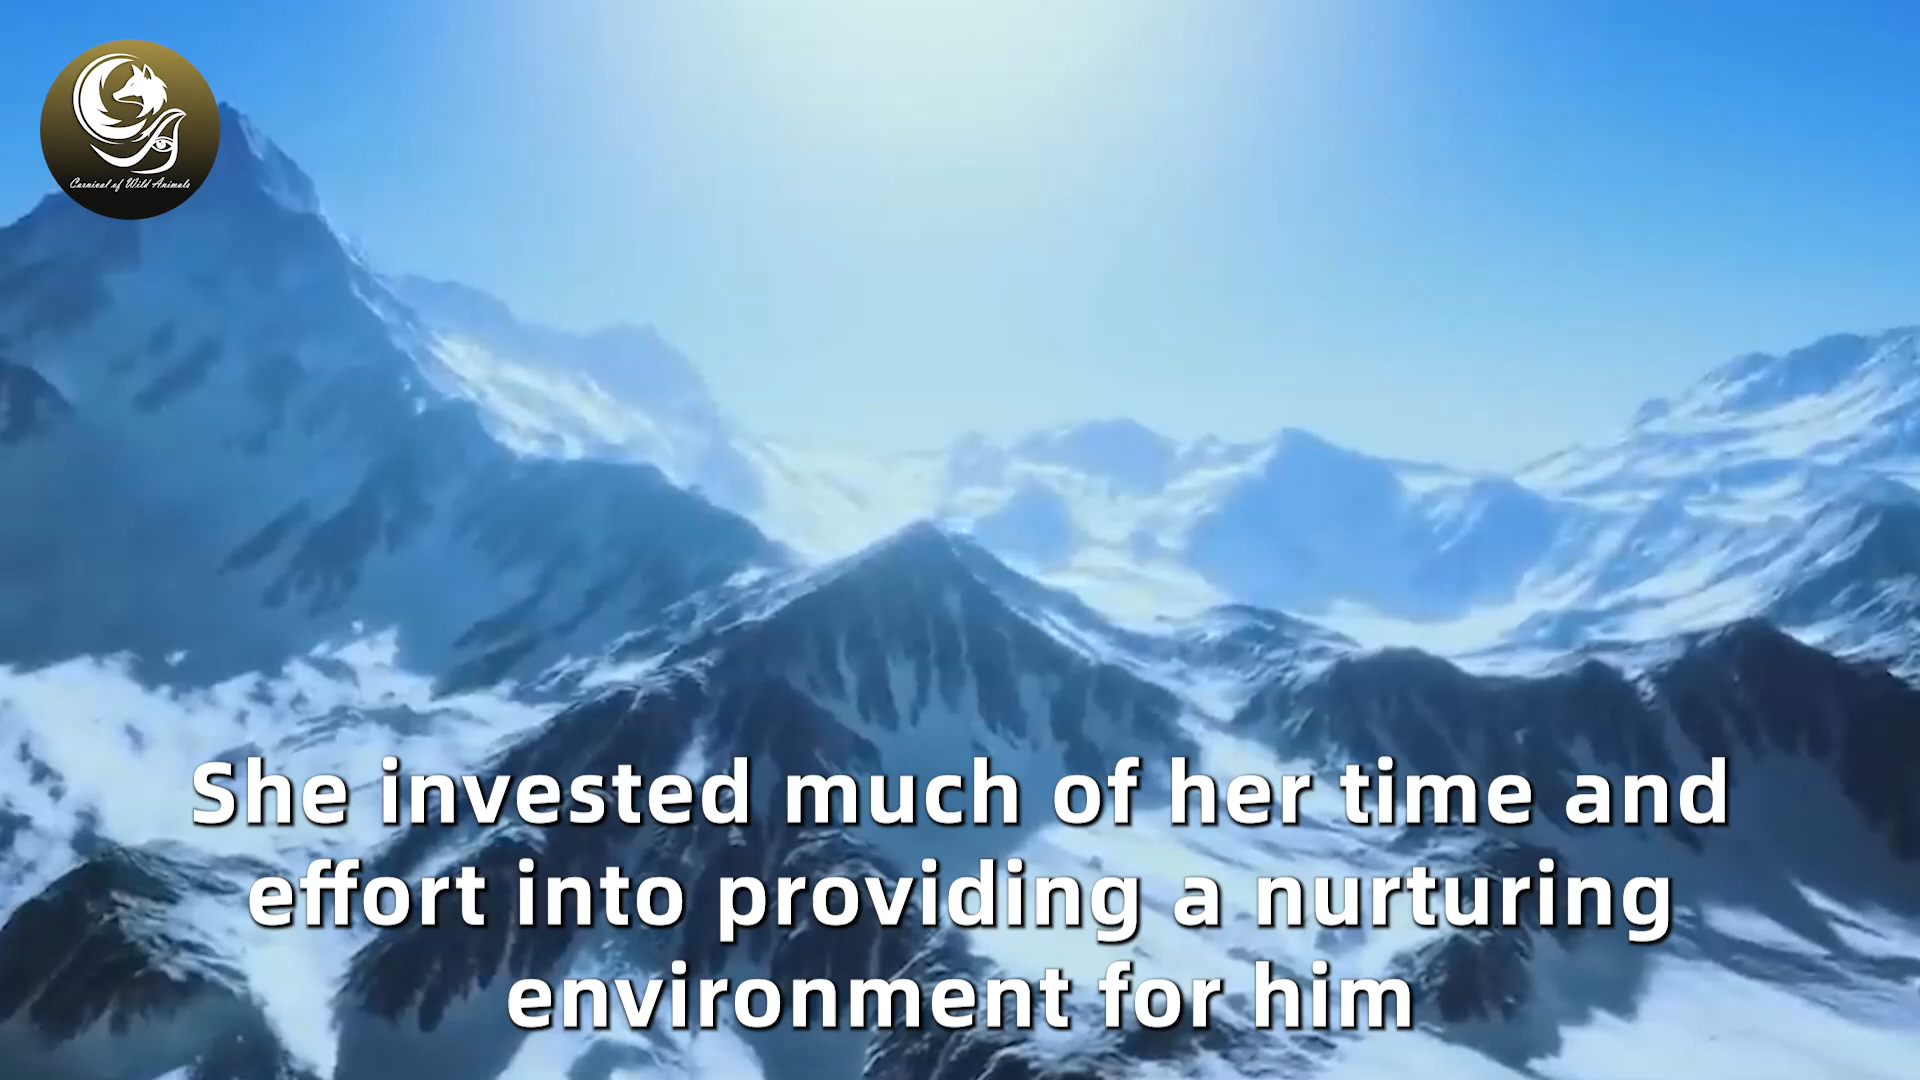 Carnival of Wild Animals
She invested much of her time and
effort into providing a nurturing
environment for him